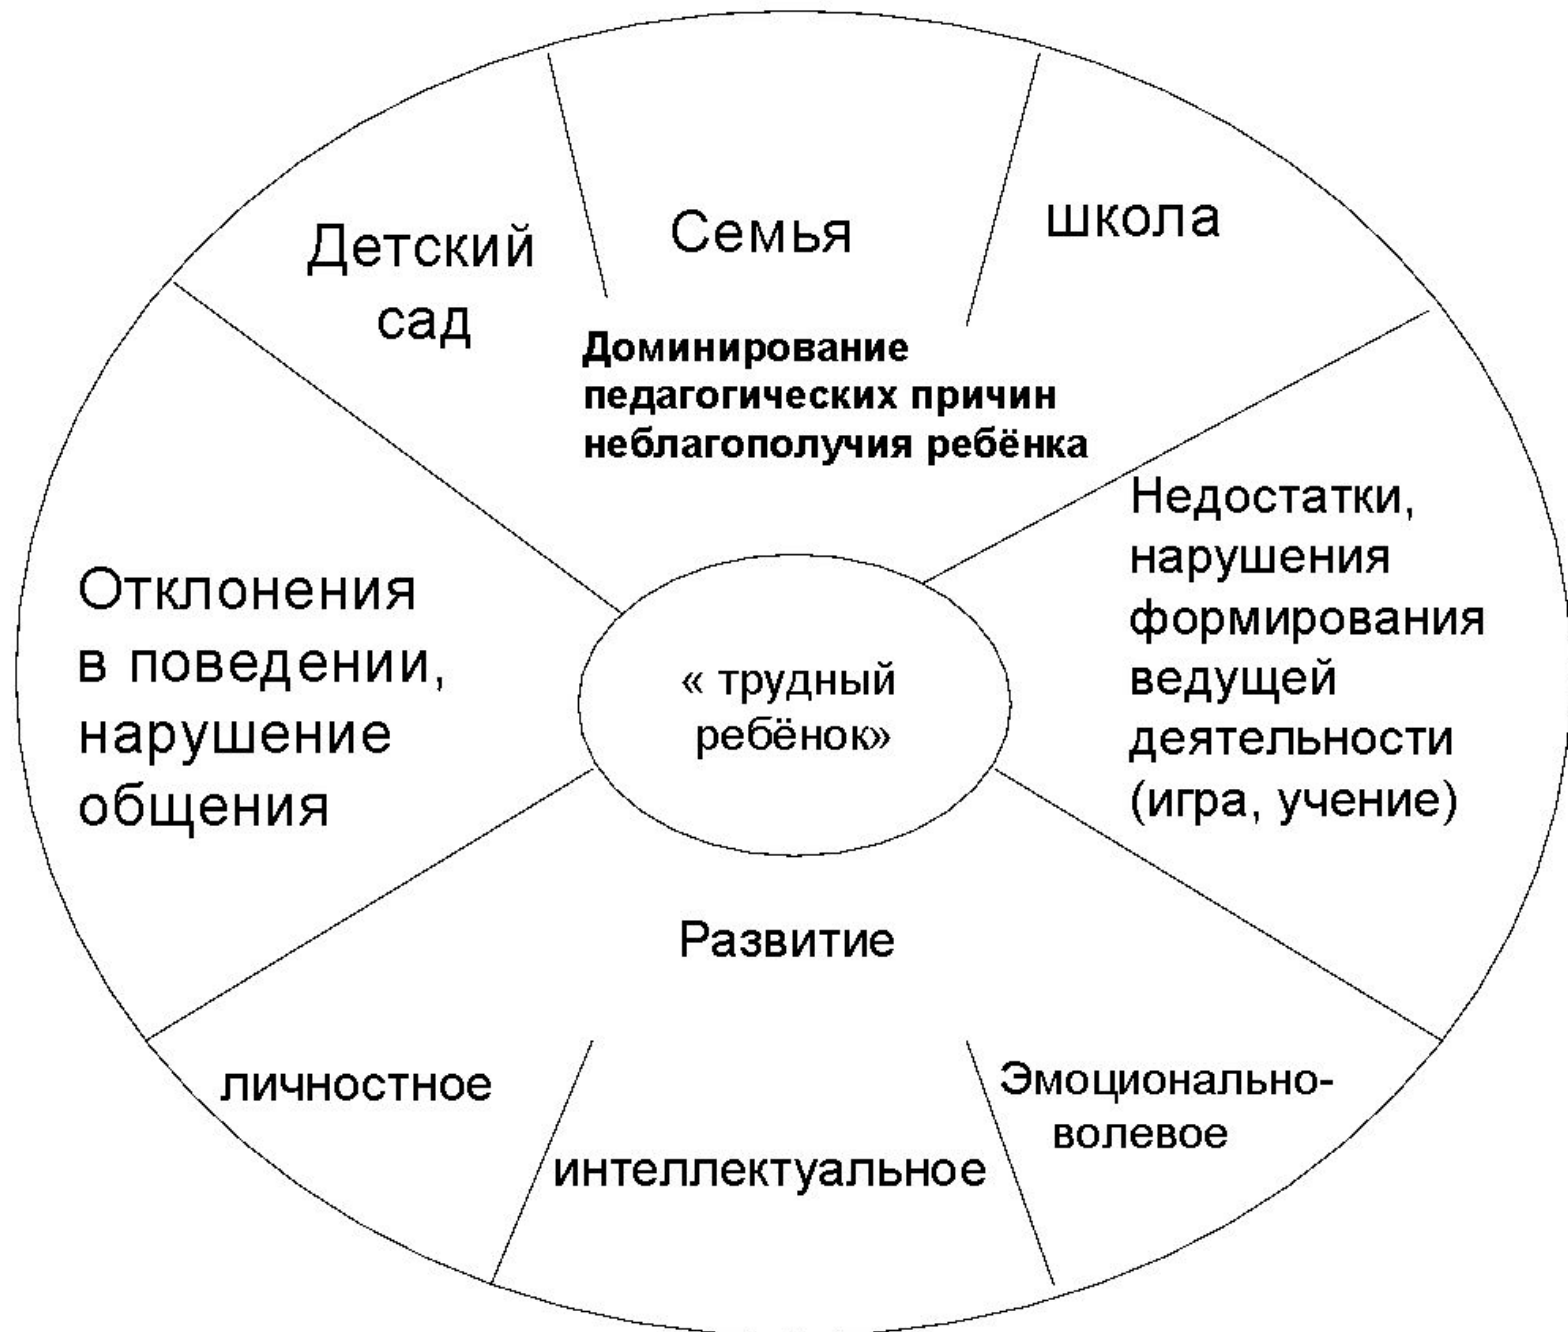 Детский
сад
Семья
школа
Доминирование
педагогических причин
неблагополучия ребёнка
Отклонения
в поведении,
нарушение
общения
« трудный
ребёнок»
Недостатки,
нарушения
формирования
ведущей
деятельности
(игра, учение)
Развитие
личностное
интеллектуальное
Эмоционально-
волевое